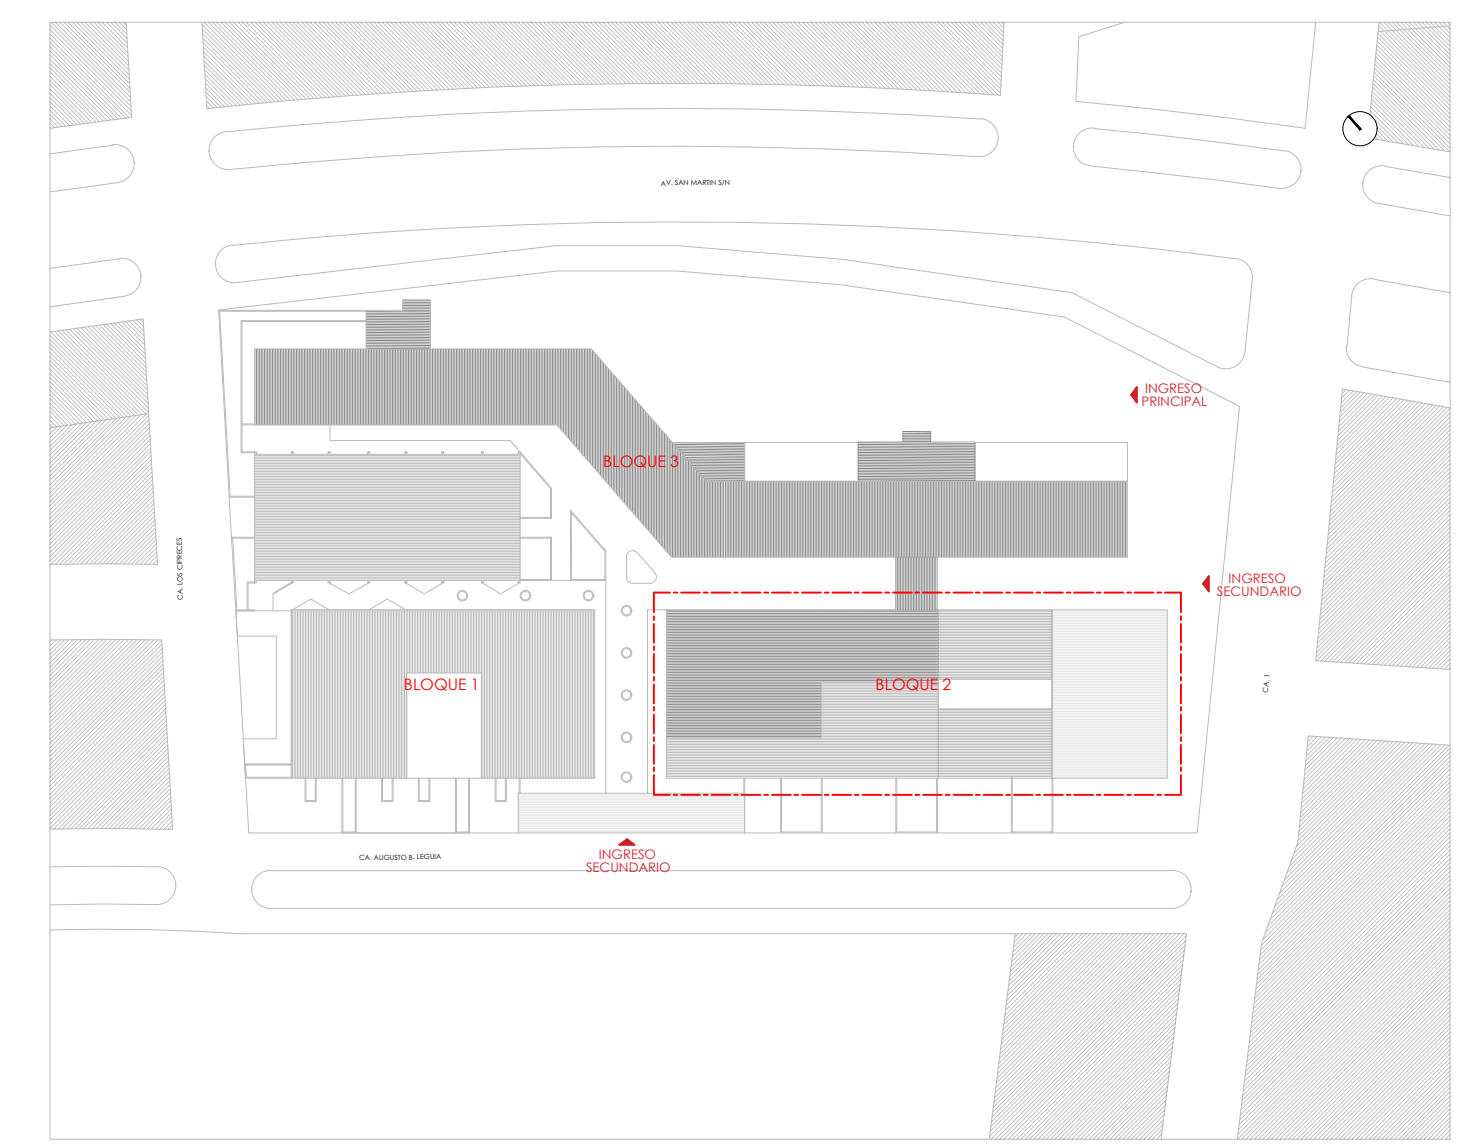 AV. SAN MARTIN S/N
INGRESO
PRINCIPAL
BLOQUE 3
CA. LOS CIPRECES
INGRESO
SECUNDARIO
BLOQUE 1
BLOQUE 2
CA. 1
INGRESO
SECUNDARIO
CA. AUGUSTO B. LEGUIA